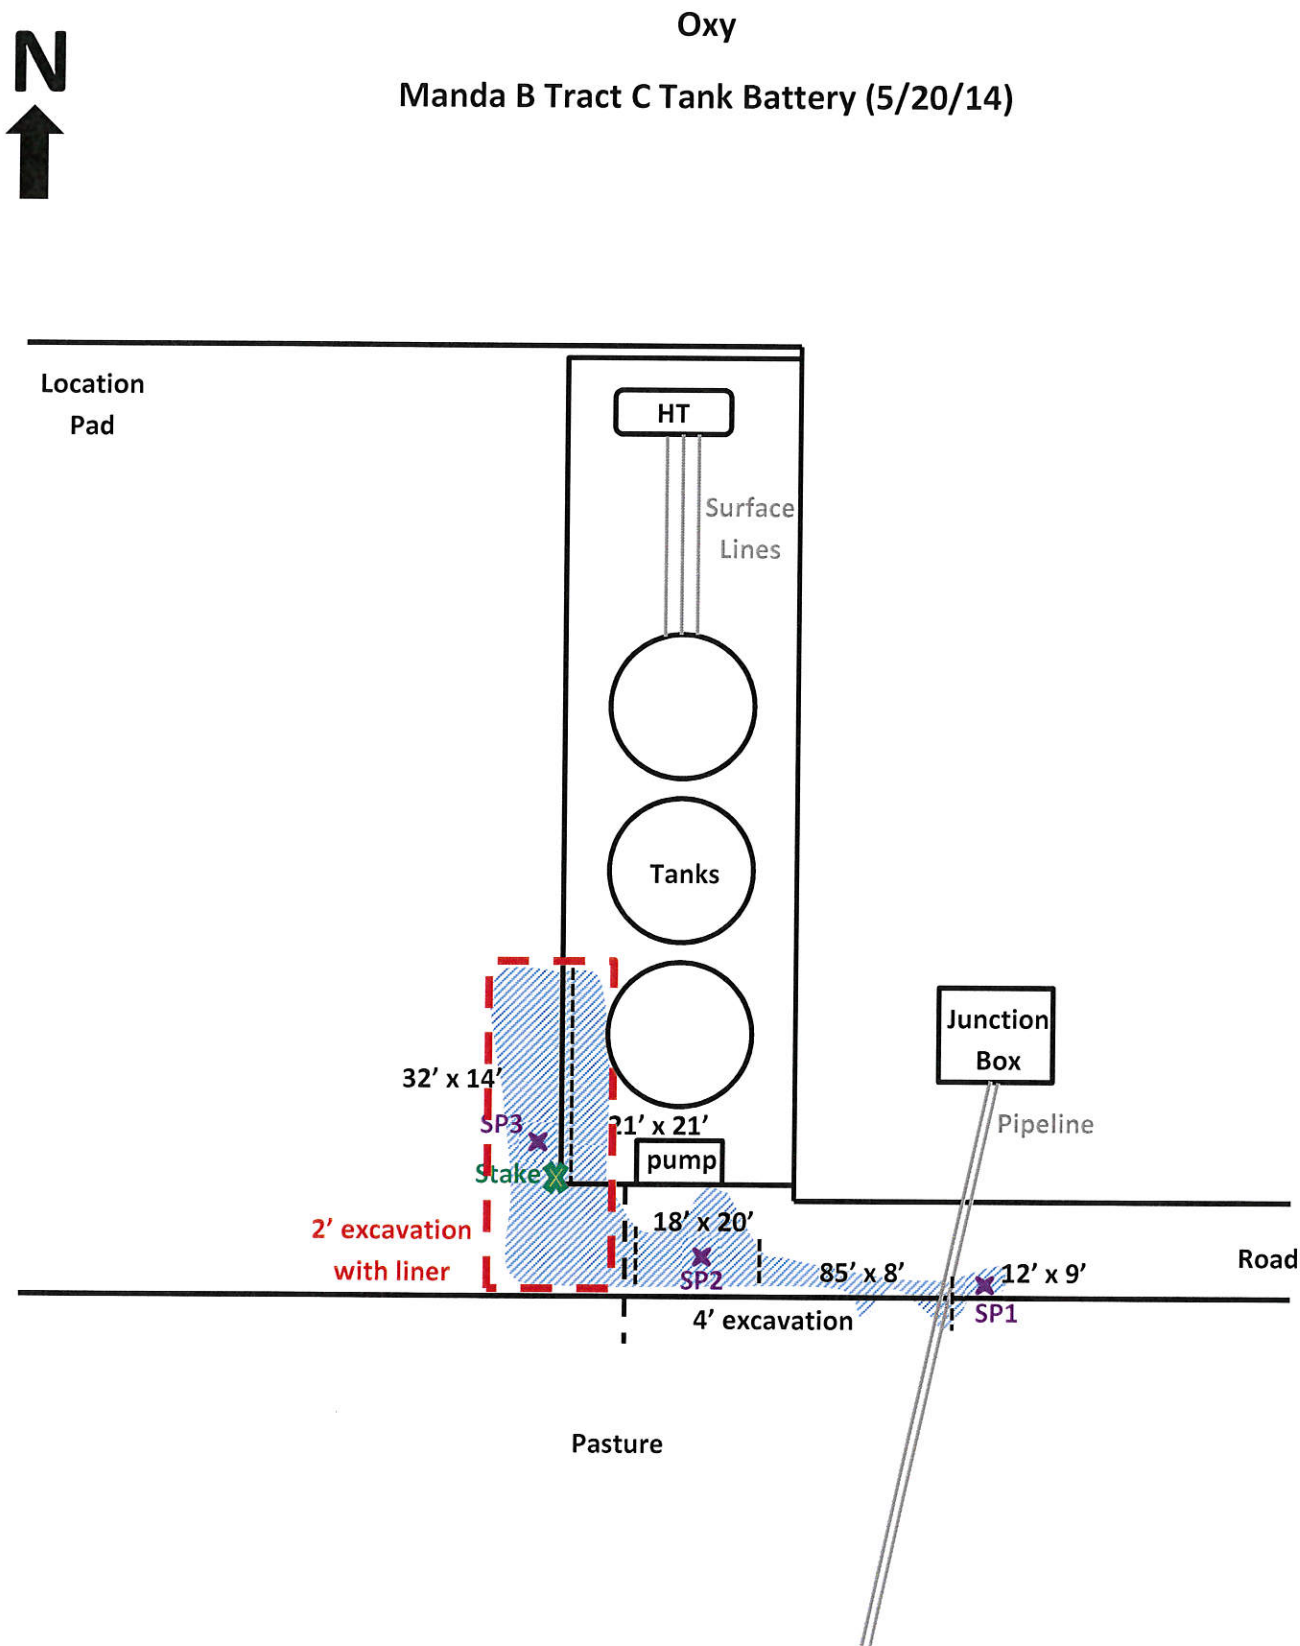 Oxy
N
Manda B Tract C Tank Battery (5/20/14)
Location
Pad
HT
Surface
Lines
Tanks
Junction
Box
32’ x 14’
SP3
21’ x 21’
Pipeline
pump
Stake
18’ x 20’
2’ excavation
with liner
SP2
85’ x 8’
12’ x 9’
Road
4’ excavation
SP1
Pasture